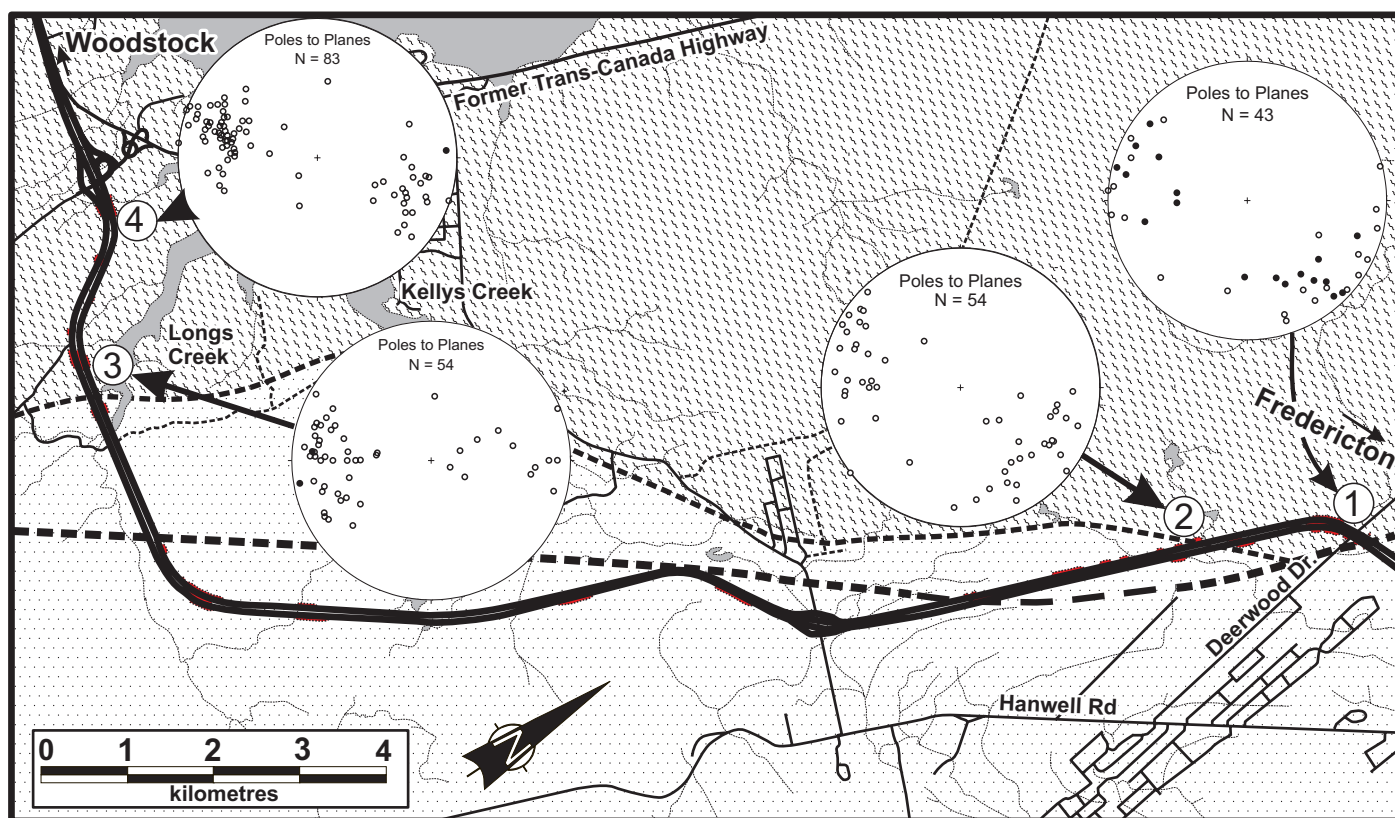 Woodstock
Poles to Planes
N = 83
Former Trans-Canada Highway
Poles to Planes
N = 43
4
Kellys Creek
Poles to Planes
N = 54
Longs
Creek
3
Poles to Planes
N = 54
Fredericton
1
2
Deerwood Dr.
Hanwell Rd
N
0 1 2 3 4
kilometres